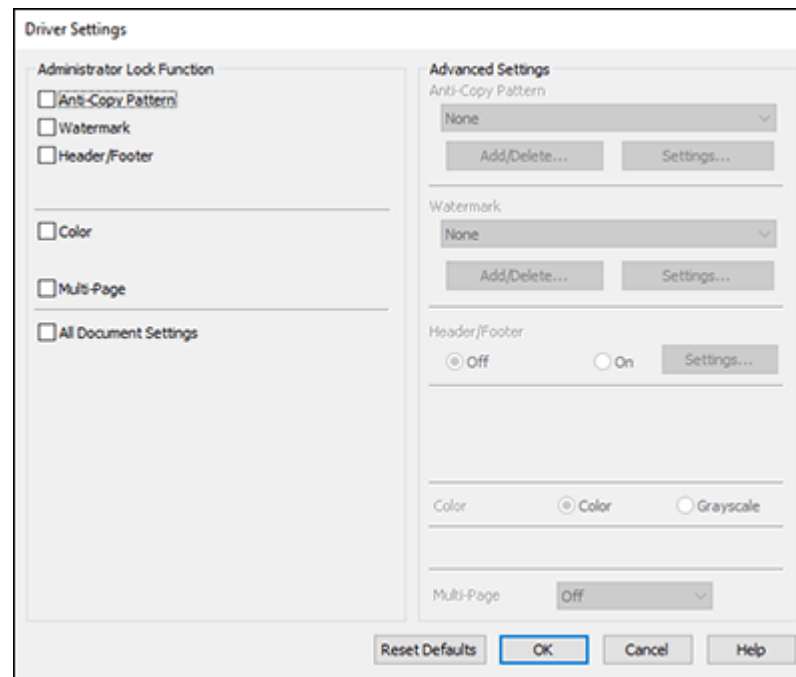 Driver Settings
Administrator Lock Function
Anti-Copy Pattern
Watermark
Header/Footer
Color
Multi-Page
All Document Settings
Advanced Settings
Anti-Copy Pattern
None
Add/Delete... Settings...
Watermark
None
Add/Delete... Settings...
Header/Footer
Off On Settings...
Color Color Grayscale
Multi-Page Off
Reset Defaults OK Cancel Help